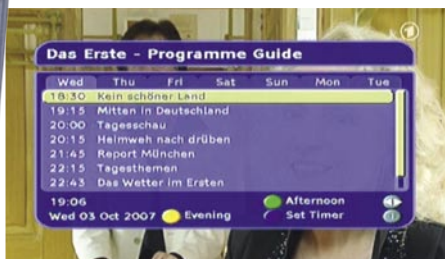 Das Erste - Programme Guide
Wed Thu Fri Sat Sun Mon Tue
18:30 Kein schöner Land
19:15 Mitten in Deutschland
20:00 Tagesschau
20:15 Heimweh nach drüben
21:45 Report München
22:15 Tagesthemen
22:43 Das Wetter im Ersten
19:06 Afternoon
Wed 03 Oct 2007 Evening Set Timer